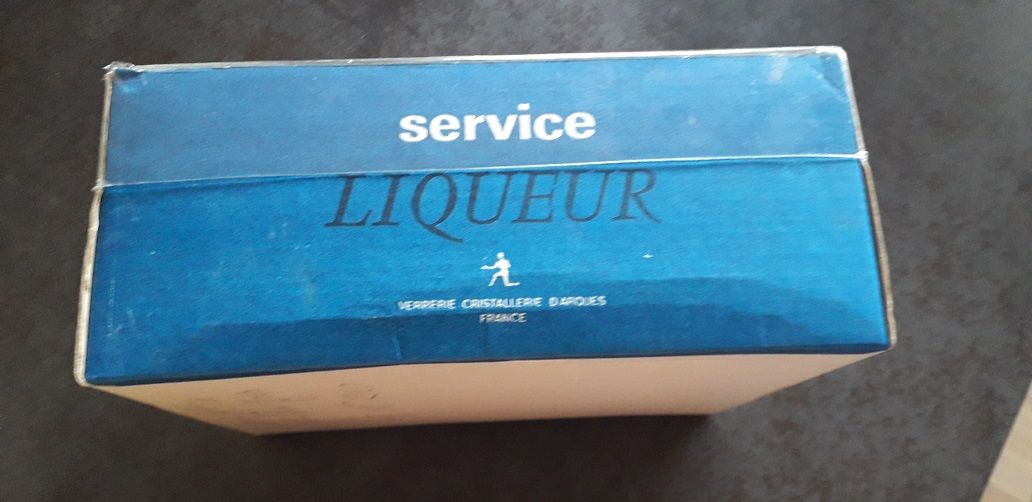 service
LIQUEUR
VERRERIE CRISTALLERIE D'ARQUES
FRANCE